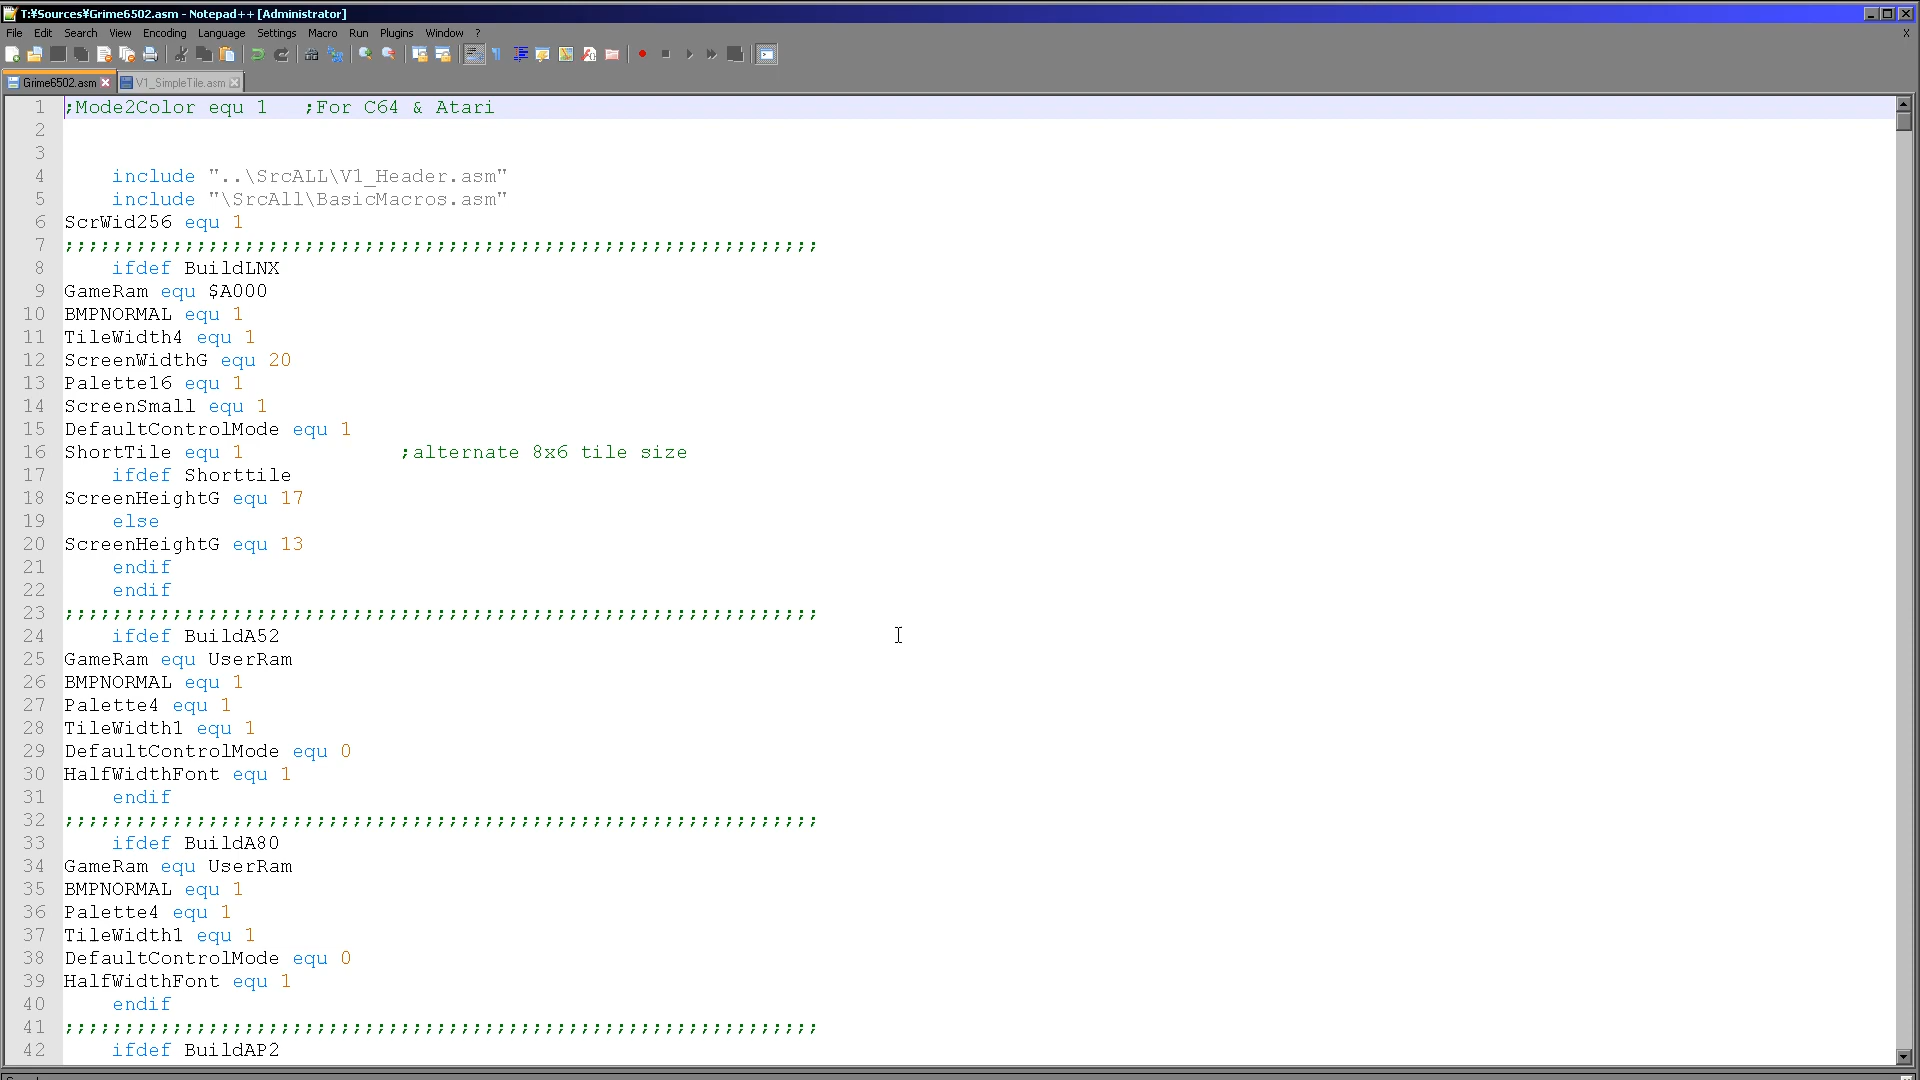 T:¥Sources¥Grime6502.asm - Notepad++ [Administrator]
File Edit Search View Encoding Language Settings Macro Run Plugins Window ? X
Grime6502.asm V1_SimpleTile.asm
1 ;Mode2Color equ 1 ;For C64 & Atari
2
3
4 include "..\SrcALL\V1_Header.asm"
5 include "\SrcAll\BasicMacros.asm"
6 ScrWid256 equ 1
7 ;;;;;;;;;;;;;;;;;;;;;;;;;;;;;;;;;;;;;;;;;;;;;;;;;;;;;;;;;;;;;;;
8 ifdef BuildLNX
9 GameRam equ $A000
10 BMPNORMAL equ 1
11 TileWidth4 equ 1
12 ScreenWidthG equ 20
13 Palette16 equ 1
14 ScreenSmall equ 1
15 DefaultControlMode equ 1
16 ShortTile equ 1 ;alternate 8x6 tile size
17 ifdef Shorttile
18 ScreenHeightG equ 17
19 else
20 ScreenHeightG equ 13
21 endif
22 endif
23 ;;;;;;;;;;;;;;;;;;;;;;;;;;;;;;;;;;;;;;;;;;;;;;;;;;;;;;;;;;;;;;;
24 ifdef BuildA52
25 GameRam equ UserRam
26 BMPNORMAL equ 1
27 Palette4 equ 1
28 TileWidth1 equ 1
29 DefaultControlMode equ 0
30 HalfWidthFont equ 1
31 endif
32 ;;;;;;;;;;;;;;;;;;;;;;;;;;;;;;;;;;;;;;;;;;;;;;;;;;;;;;;;;;;;;;;
33 ifdef BuildA80
34 GameRam equ UserRam
35 BMPNORMAL equ 1
36 Palette4 equ 1
37 TileWidth1 equ 1
38 DefaultControlMode equ 0
39 HalfWidthFont equ 1
40 endif
41 ;;;;;;;;;;;;;;;;;;;;;;;;;;;;;;;;;;;;;;;;;;;;;;;;;;;;;;;;;;;;;;;
42 ifdef BuildAP2